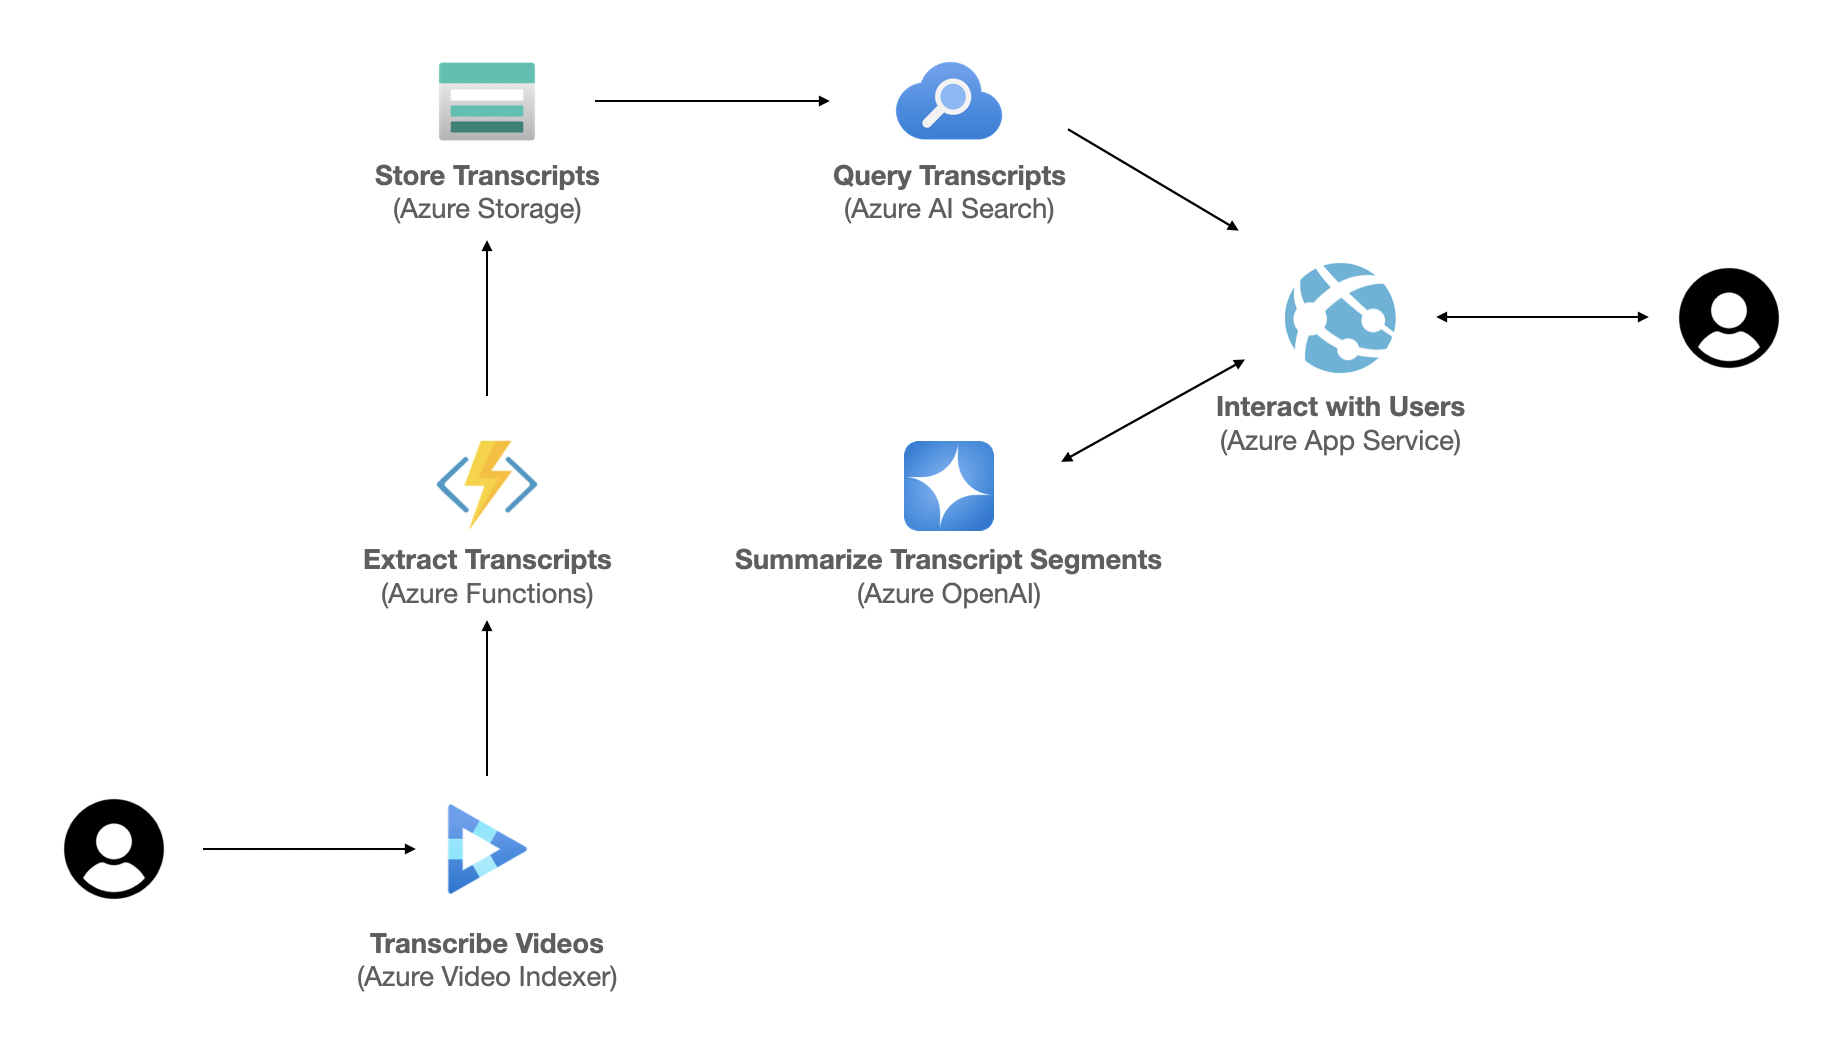 Store Transcripts
(Azure Storage)
Query Transcripts
(Azure AI Search)
Interact with Users
(Azure App Service)
Extract Transcripts
(Azure Functions)
Summarize Transcript Segments
(Azure OpenAI)
Transcribe Videos
(Azure Video Indexer)